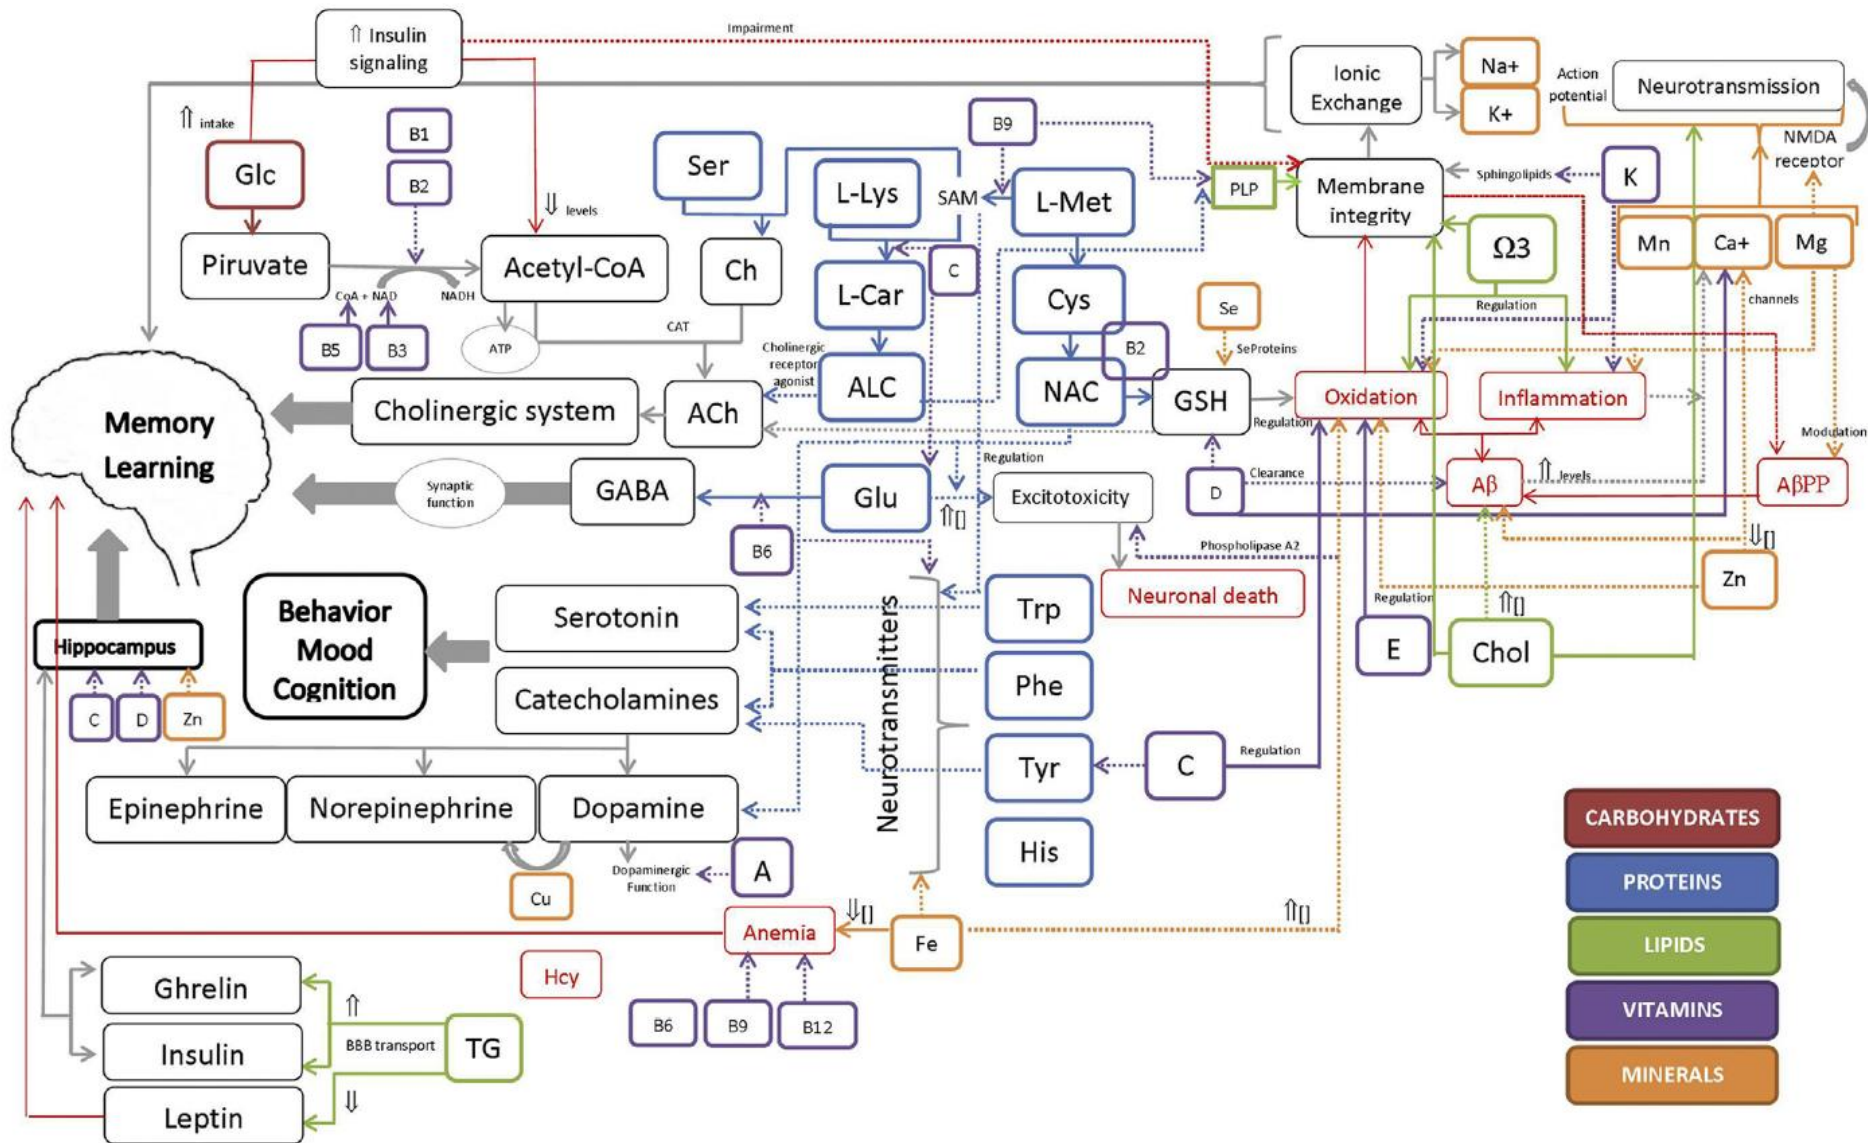 ⇑ Insulin
signaling
Impairment
Ionic
Exchange
Na+
K+
Action
potential
Neurotransmission
NMDA
receptor
⇑ intake
B1
B2
Glc
⇓ levels
Ser
L-Lys
B9
SAM
L-Met
PLP
Membrane
integrity
Sphingolipids
K
Piruvate
Acetyl-CoA
Ch
C
L-Car
Cys
Ω3
Mn
Ca+
Mg
CoA + NAD
NADH
B5
B3
ATP
CAT
Se
SeProteins
Regulation
channels
Cholinergic
receptor
agonist
ALC
NAC
B2
GSH
Oxidation
Inflammation
Memory
Learning
Cholinergic system
ACh
Regulation
Modulation
Synaptic
function
GABA
Glu
Regulation
⇑[]
Excitotoxicity
D
Clearance
Aβ
⇑ levels
AβPP
B6
Phospholipase A2
⇓[]
Zn
Neuronal death
Regulation
⇑[]
E
Chol
Hippocampus
C
D
Zn
Behavior
Mood
Cognition
Serotonin
Catecholamines
Neurotransmitters
Trp
Phe
Tyr
His
C
Regulation
Epinephrine
Norepinephrine
Dopamine
Cu
Dopaminergic
Function
A
Anemia
⇓[]
Fe
⇑[]
Hcy
B6
B9
B12
Ghrelin
Insulin
Leptin
⇑
BBB transport
⇓
TG
CARBOHYDRATES
PROTEINS
LIPIDS
VITAMINS
MINERALS